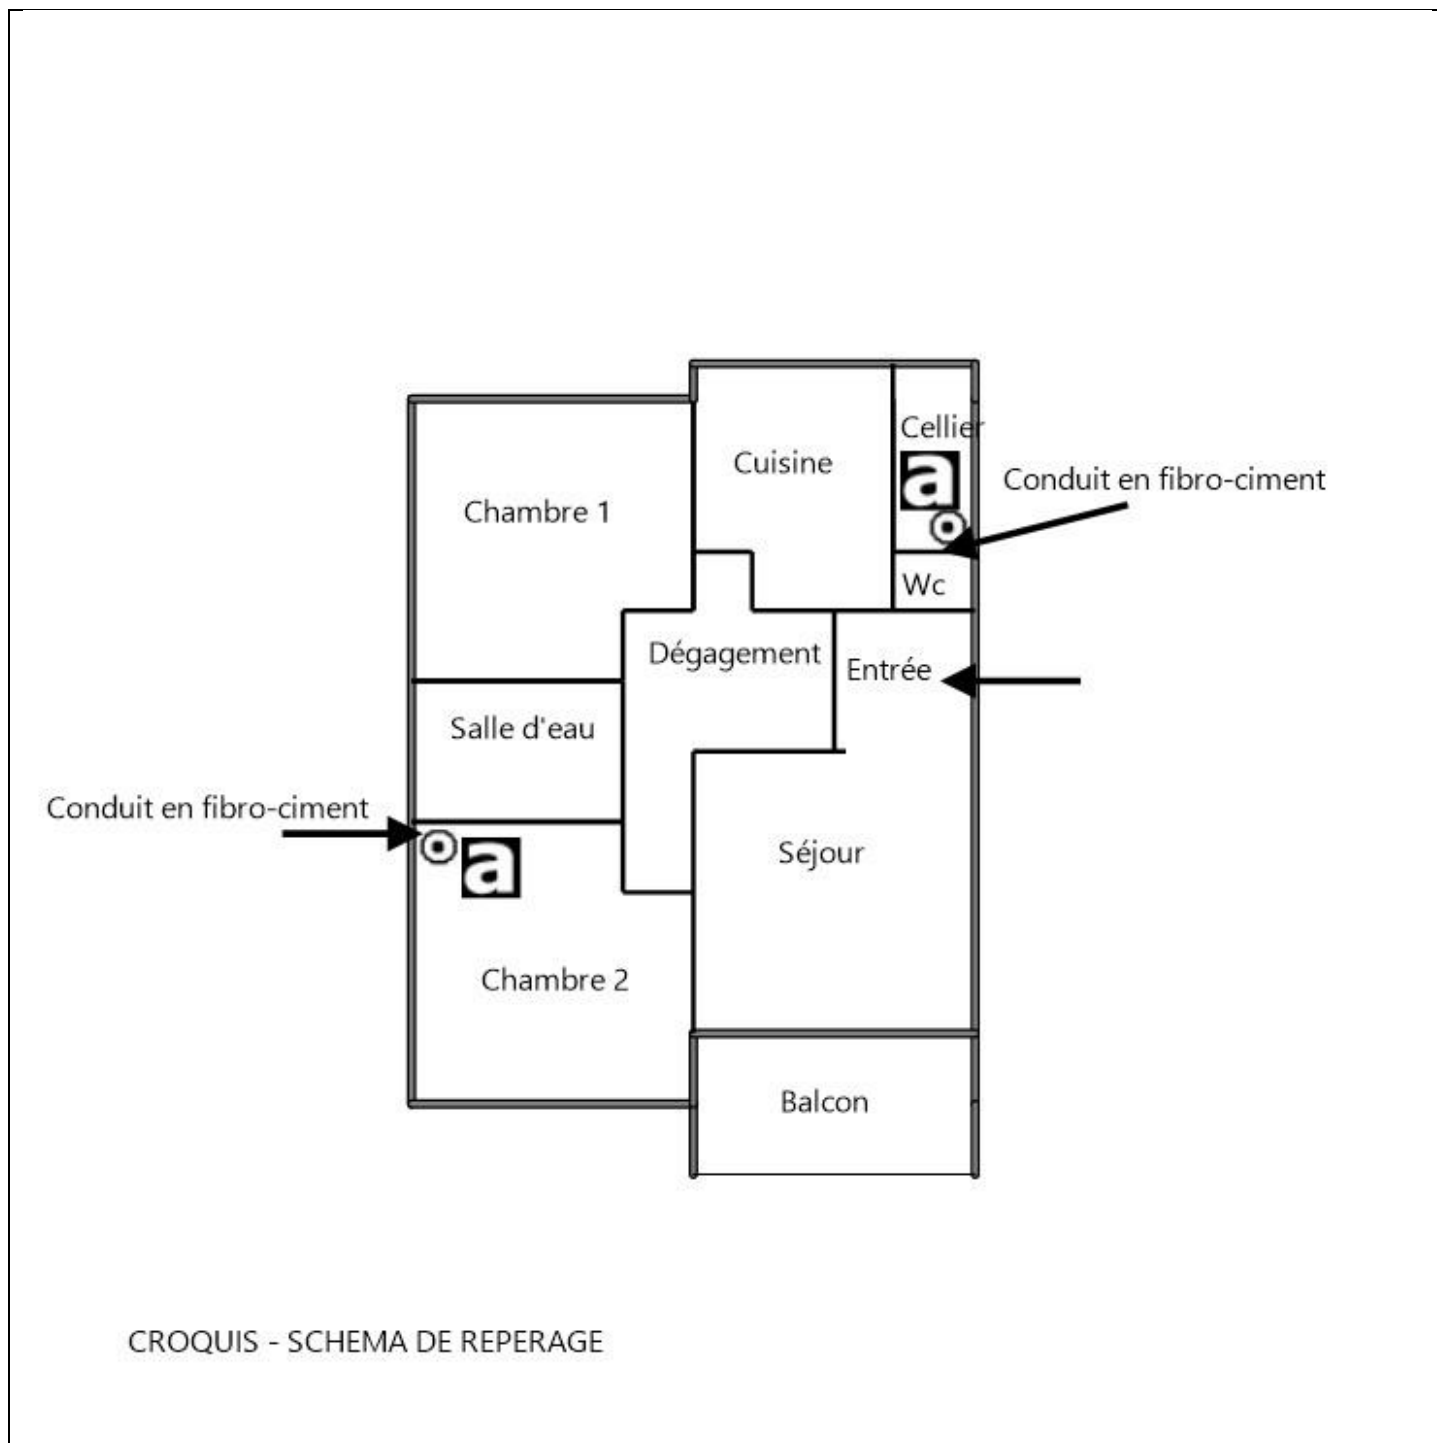 Cellier
Cuisine
a
Conduit en fibro-ciment
Chambre 1
Wc
Dégagement
Entrée
Salle d'eau
Conduit en fibro-ciment
a
Séjour
Chambre 2
Balcon
CROQUIS - SCHEMA DE REPERAGE